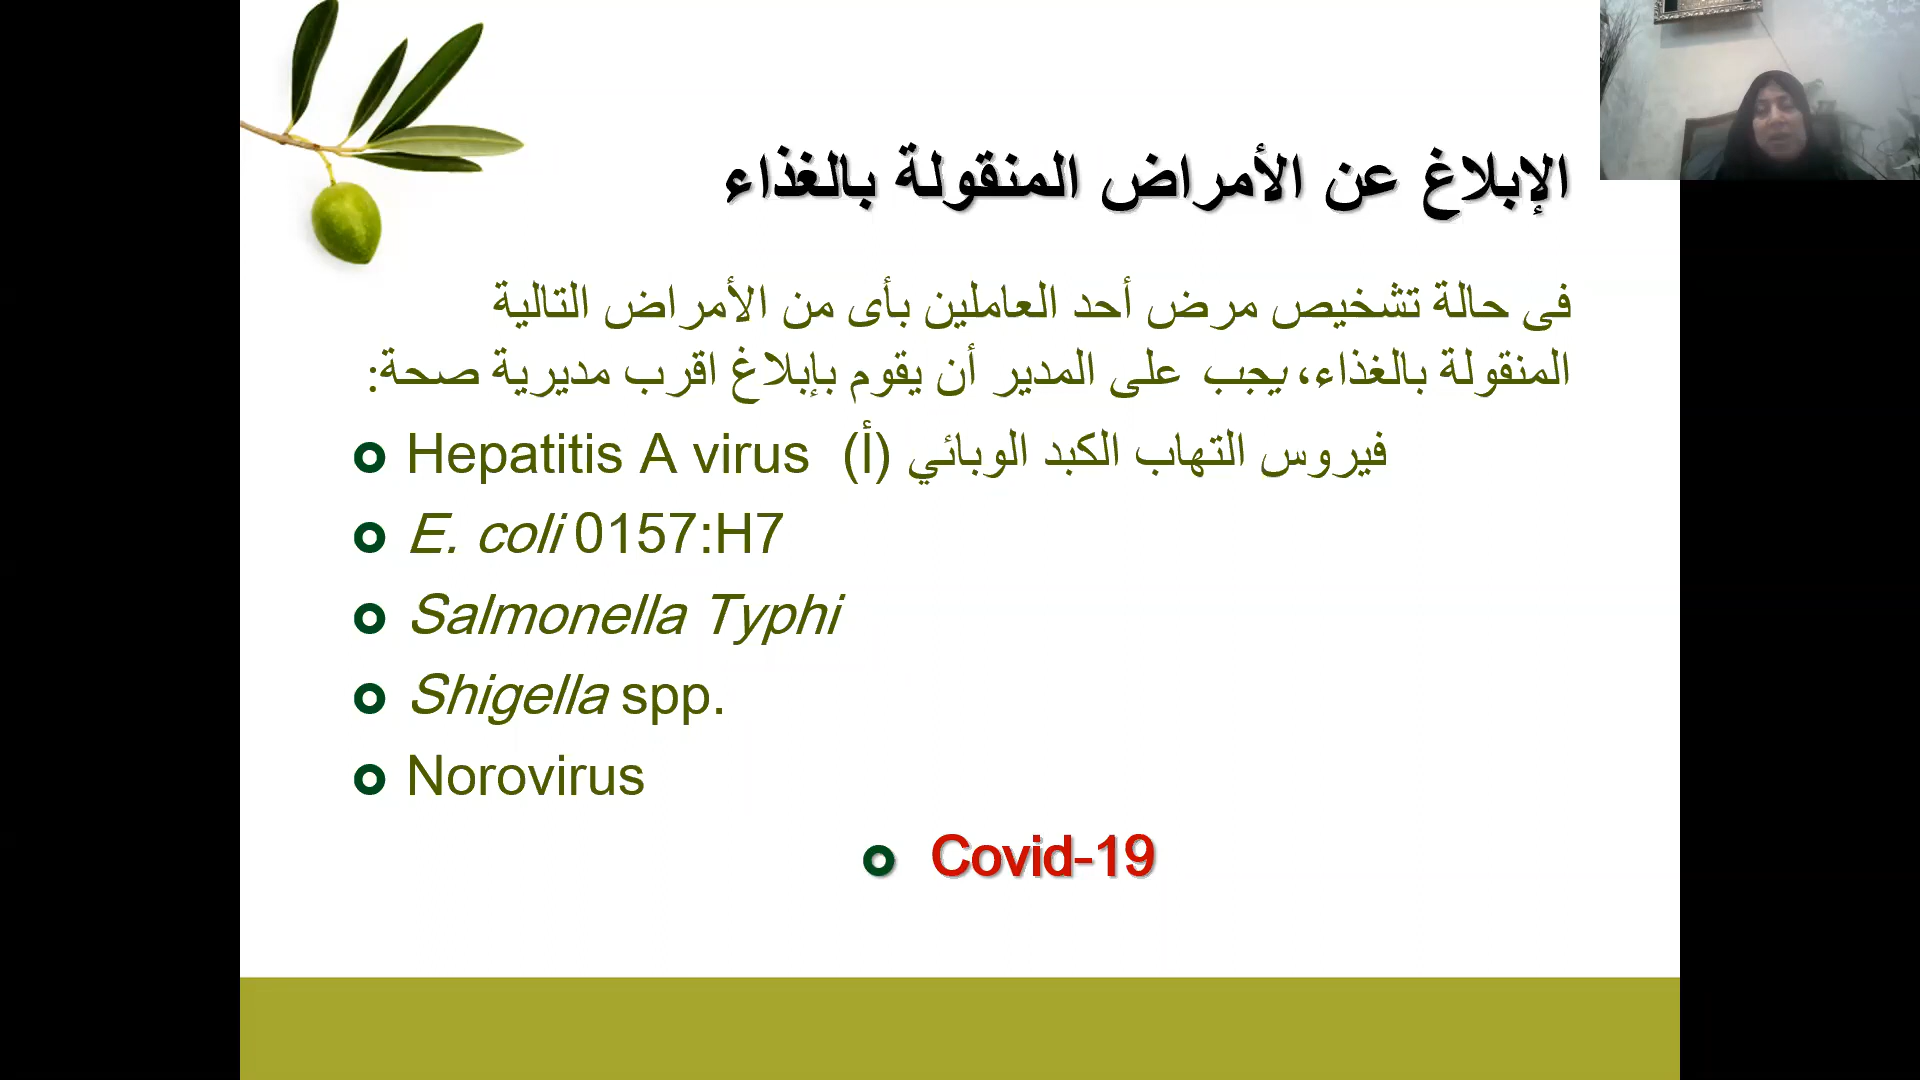 الإبلاغ عن الأمراض المنقولة بالغذاء
فى حالة تشخيص مرض أحد العاملين بأى من الأمراض التالية
المنقولة بالغذاء، يجب على المدير أن يقوم بإبلاغ اقرب مديرية صحة:
Hepatitis A virus فيروس التهاب الكبد الوبائي (أ)
E. coli 0157:H7
Salmonella Typhi
Shigella spp.
Norovirus
Covid-19